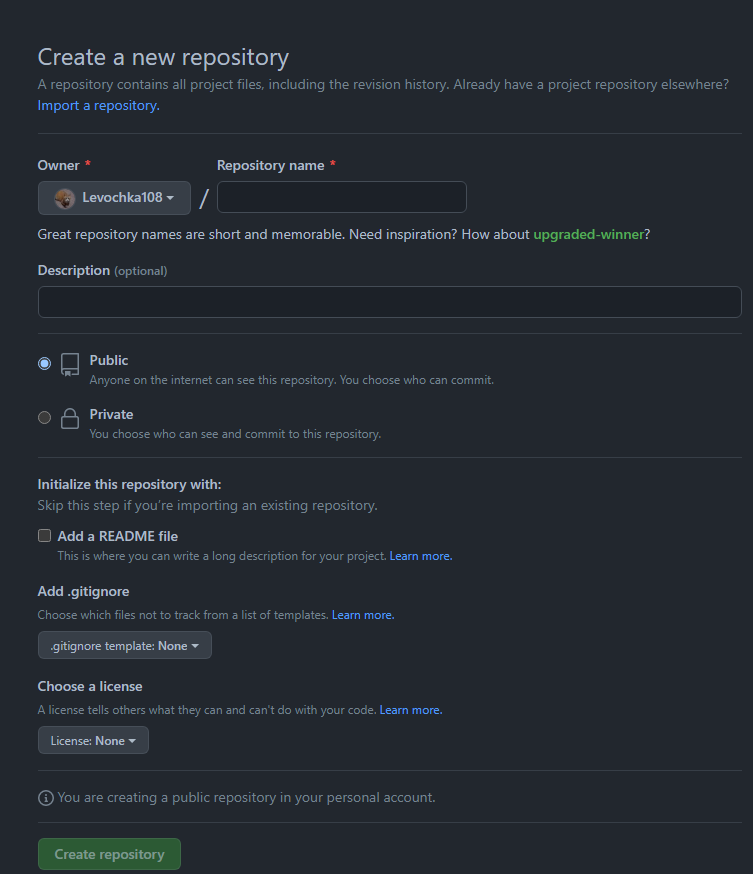 Create a new repository
A repository contains all project files, including the revision history. Already have a project repository elsewhere?
Import a repository.
Owner * Repository name *
Levochka108 /
Great repository names are short and memorable. Need inspiration? How about upgraded-winner?
Description (optional)
Public
Anyone on the internet can see this repository. You choose who can commit.
Private
You choose who can see and commit to this repository.
Initialize this repository with:
Skip this step if you're importing an existing repository.
Add a README file
This is where you can write a long description for your project. Learn more.
Add .gitignore
Choose which files not to track from a list of templates. Learn more.
.gitignore template: None
Choose a license
A license tells others what they can and can't do with your code. Learn more.
License: None
You are creating a public repository in your personal account.
Create repository